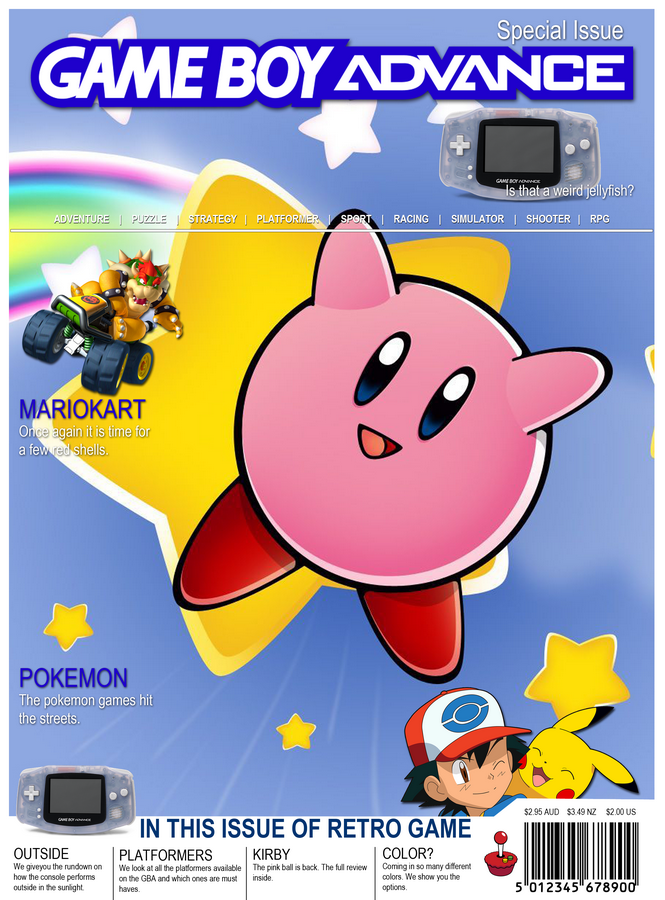 Special Issue
GAME BOY ADVANCE
GAME BOY ADVANCE
Is that a weird jellyfish?
ADVENTURE | PUZZLE | STRATEGY | PLATFORMER | SPORT | RACING | SIMULATOR | SHOOTER | RPG
MARIOKART
Once again it is time for
a few red shells.
POKEMON
The pokemon games hit
the streets.
GAME BOY ADVANCE
$2.95 AUD $3.49 NZ $2.00 US
IN THIS ISSUE OF RETRO GAME
OUTSIDE
We giveyou the rundown on
how the console performs
outside in the sunlight.
PLATFORMERS
We look at all the platformers available
on the GBA and which ones are must
haves.
KIRBY
The pink ball is back. The full review
inside.
COLOR?
Coming in so many different
colors. We show you the
options.
5 012345 678900